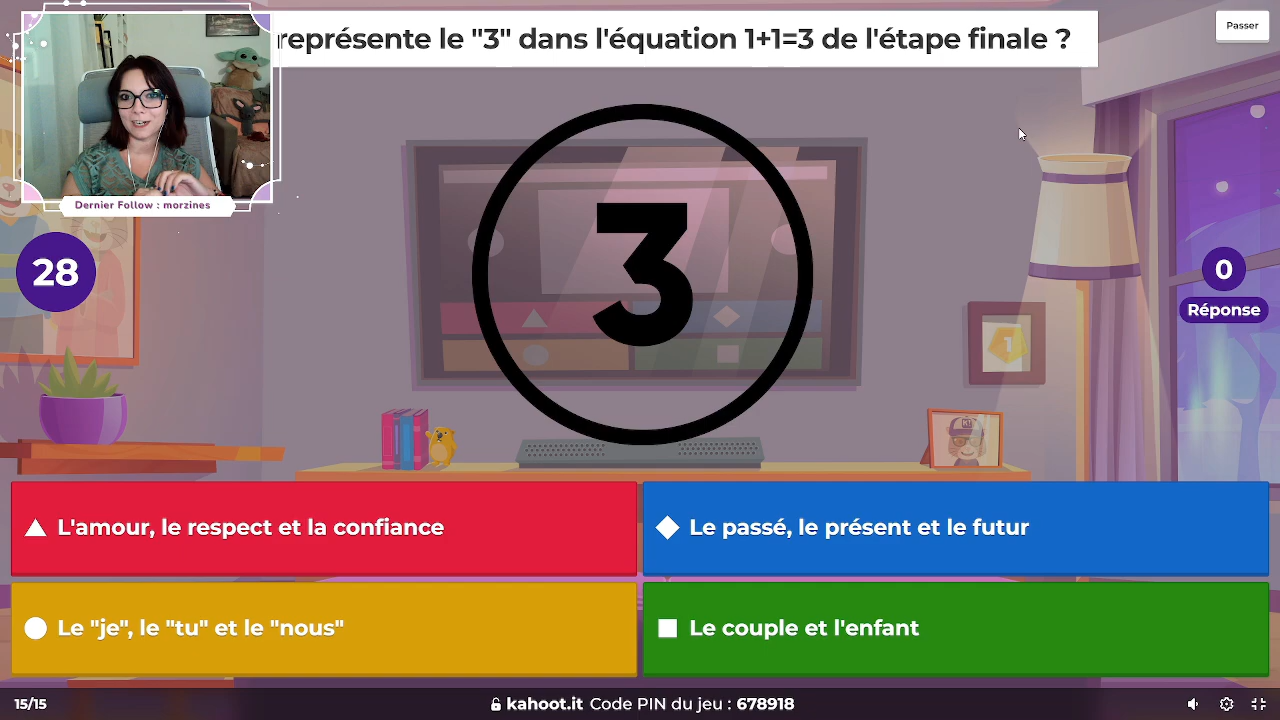 représente le "3" dans l'équation 1+1=3 de l'étape finale ?
Passer
Dernier Follow : morzines
3
28
0
Réponse
1
L'amour, le respect et la confiance
Le passé, le présent et le futur
Le "je", le "tu" et le "nous"
Le couple et l'enfant
15/15
kahoot.it Code PIN du jeu : 678918